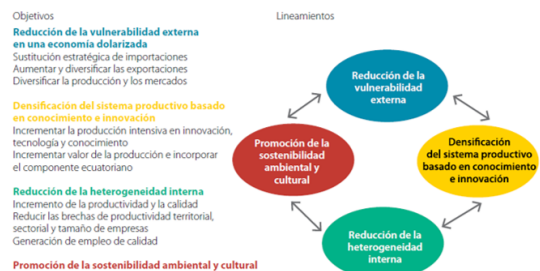 Objetivos
Reducción de la vulnerabilidad externa
en una economía dolarizada
Sustitución estratégica de importaciones
Aumentar y diversificar las exportaciones
Diversificar la producción y los mercados
Densificación del sistema productivo basado
en conocimiento e innovación
Incrementar la producción intensiva en innovación,
tecnología y conocimiento
Incrementar valor de la producción e incorporar
el componente ecuatoriano
Reducción de la heterogeneidad interna
Incremento de la productividad y la calidad
Reducir las brechas de productividad territorial,
sectorial y tamaño de empresas
Generación de empleo de calidad
Promoción de la sostenibilidad ambiental y cultural
Lineamientos
Reducción de la
vulnerabilidad
externa
Promoción de la
sostenibilidad
ambiental y
cultural
Densificación
del sistema productivo
basado en conocimiento
e innovación
Reducción de la
heterogeneidad
interna